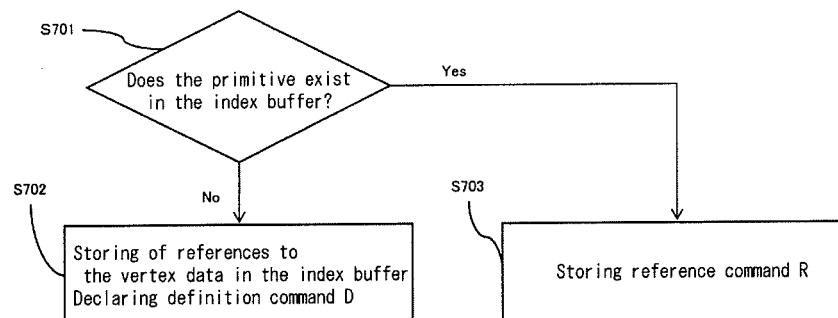 S701
Does the primitive exist
in the index buffer?
Yes
No
S702
Storing of references to
the vertex data in the index buffer
Declaring definition command D
S703
Storing reference command R